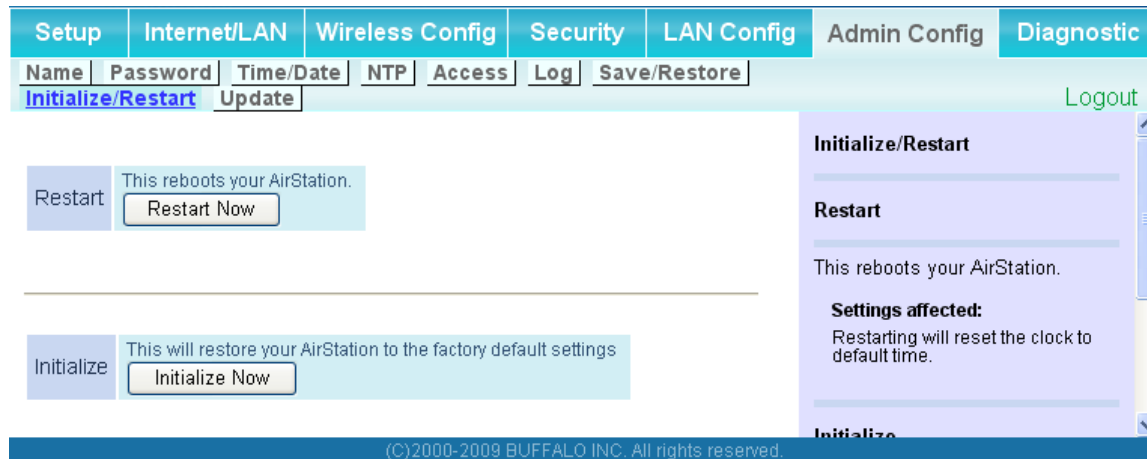 Setup Internet/LAN Wireless Config Security LAN Config Admin Config Diagnostic
Name Password Time/Date NTP Access Log Save/Restore
Initialize/Restart Update
Logout
Restart
This reboots your AirStation.
Restart Now
Initialize
This will restore your AirStation to the factory default settings
Initialize Now
Initialize/Restart
Restart
This reboots your AirStation.
Settings affected:
Restarting will reset the clock to
default time.
Initialize
(C)2000-2009 BUFFALO INC. All rights reserved.